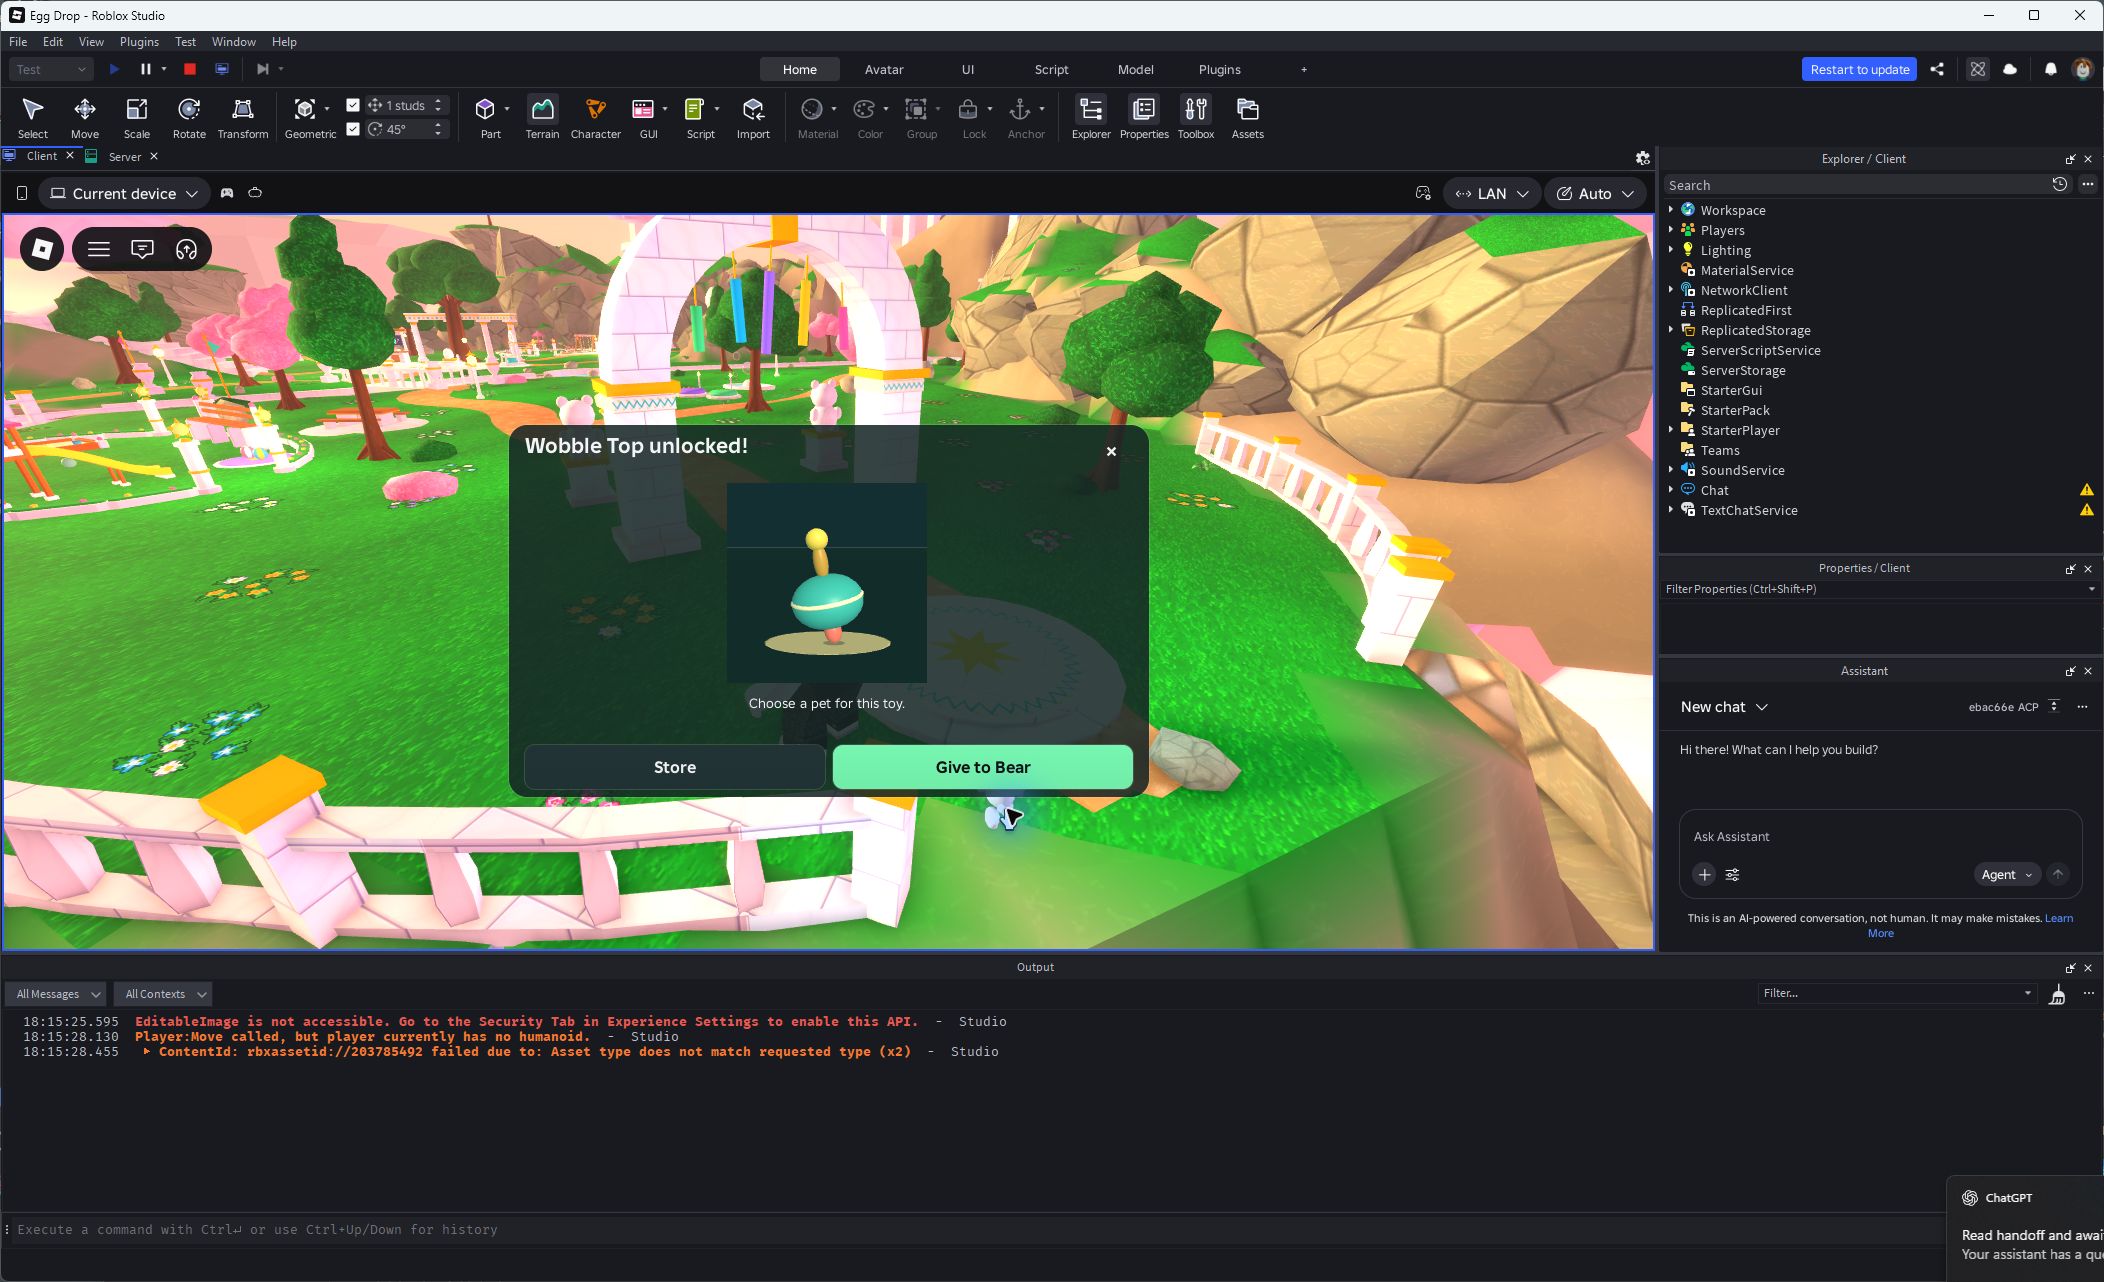 Egg Drop - Roblox Studio
File Edit View Plugins Test Window Help
Test
Home Avatar UI Script Model Plugins +
Restart to update
1 studs
45°
Select Move Scale Rotate Transform Geometric Part Terrain Character GUI Script Import Material Color Group Lock Anchor Explorer Properties Toolbox Assets
Client Server
Current device
LAN Auto
Wobble Top unlocked!
Choose a pet for this toy.
Store Give to Bear
Explorer / Client
Search
Workspace
Players
Lighting
MaterialService
NetworkClient
ReplicatedFirst
ReplicatedStorage
ServerScriptService
ServerStorage
StarterGui
StarterPack
StarterPlayer
Teams
SoundService
Chat
TextChatService
Properties / Client
Filter Properties (Ctrl+Shift+P)
Assistant
New chat ebac66e ACP
Hi there! What can I help you build?
Ask Assistant
Agent
This is an AI-powered conversation, not human. It may make mistakes. Learn
More
Output
All Messages All Contexts Filter...
18:15:25.595 EditableImage is not accessible. Go to the Security Tab in Experience Settings to enable this API. - Studio
18:15:28.130 Player:Move called, but player currently has no humanoid. - Studio
18:15:28.455 ContentId: rbxassetid://203785492 failed due to: Asset type does not match requested type (x2) - Studio
Execute a command with Ctrl↵ or use Ctrl+Up/Down for history
ChatGPT
Read handoff and awai
Your assistant has a qu